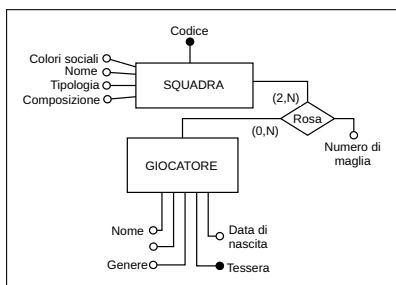 Codice
Colori sociali
Nome
Tipologia
Composizione
SQUADRA
(2,N)
Rosa
(0,N)
Numero di
maglia
GIOCATORE
Nome
Data di
nascita
Genere
Tessera